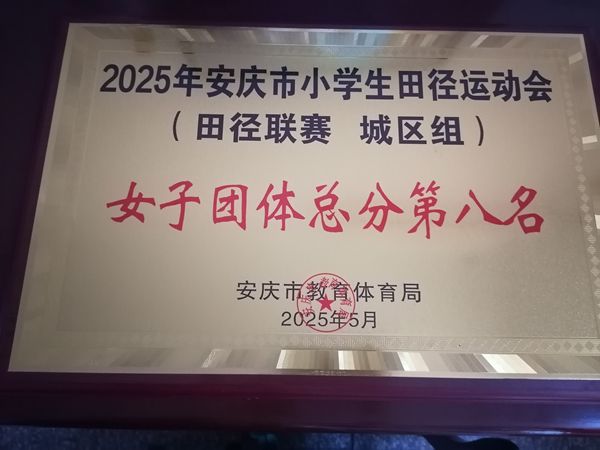 2025年安庆市小学生田径运动会
（田径联赛 城区组）
女子团体总分第八名
安庆市教育体育局
2025年5月